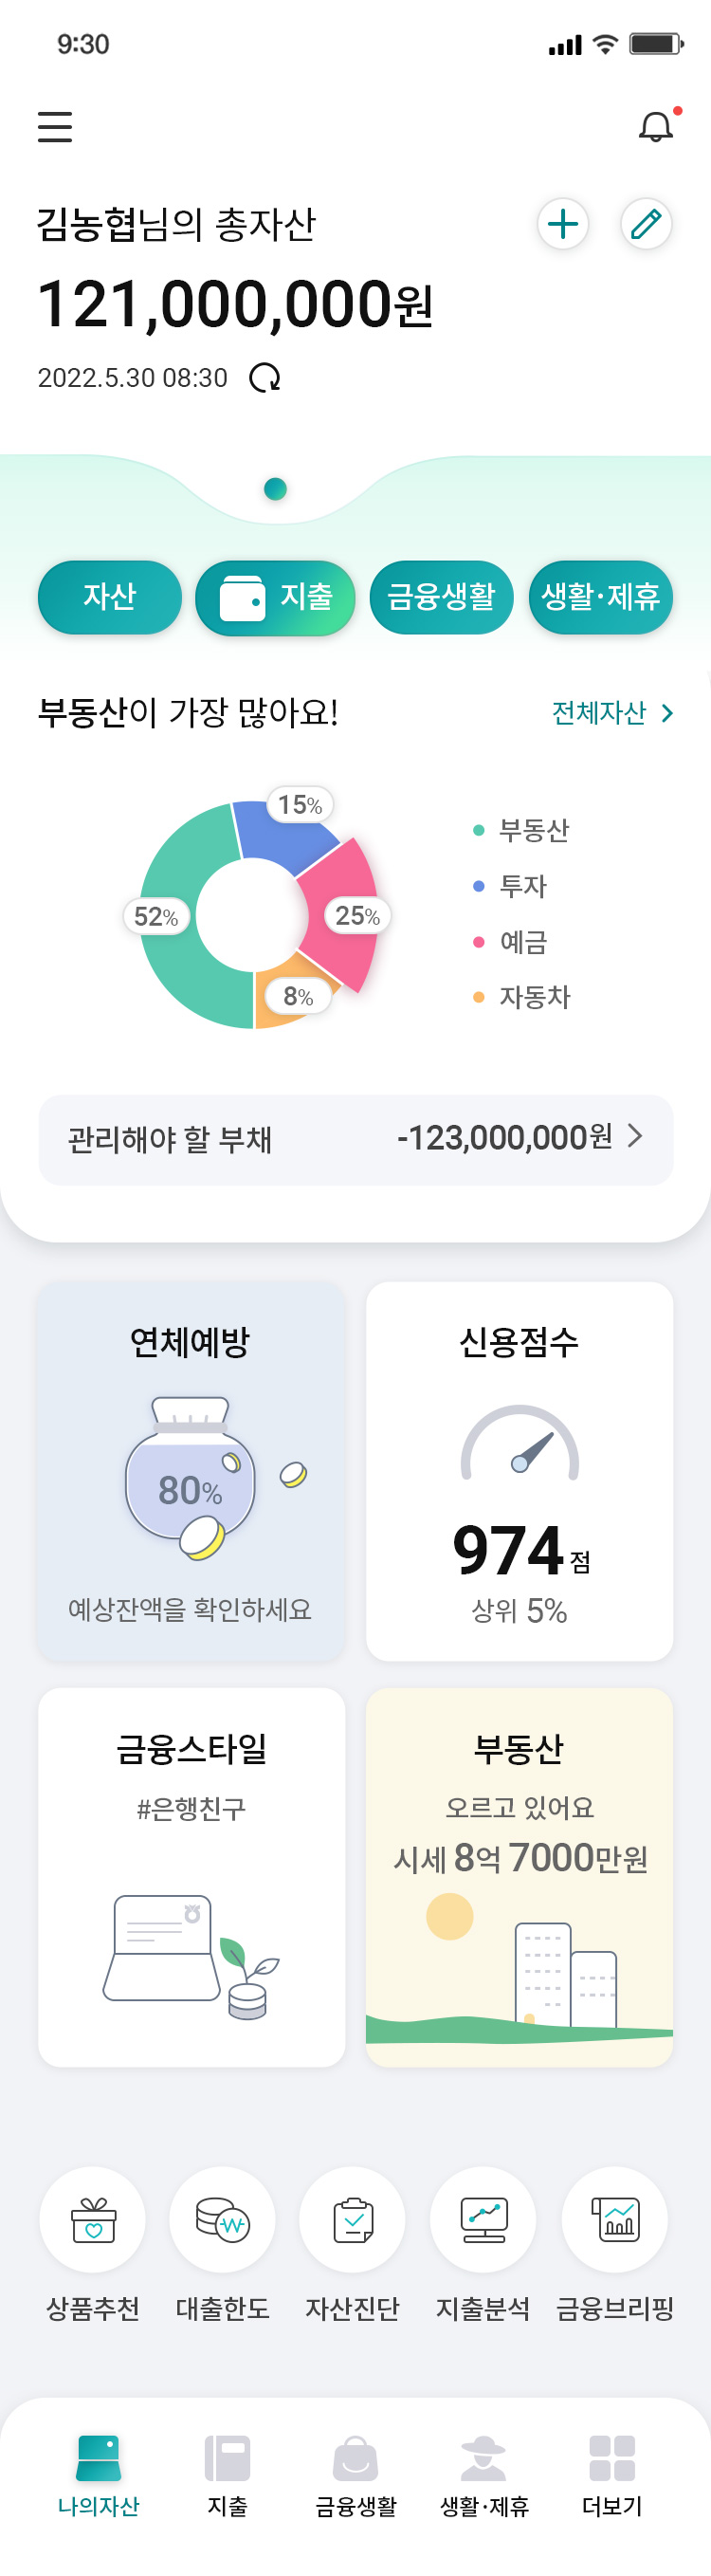 9:30
김농협님의 총자산
121,000,000원
2022.5.30 08:30
자산 지출 금융생활 생활·제휴
부동산이 가장 많아요! 전체자산
15%
52%
25%
8%
부동산
투자
예금
자동차
관리해야 할 부채 -123,000,000원
연체예방
80%
예상잔액을 확인하세요
신용점수
974점
상위 5%
금융스타일
#은행친구
부동산
오르고 있어요
시세 8억 7000만원
상품추천 대출한도 자산진단 지출분석 금융브리핑
나의자산 지출 금융생활 생활·제휴 더보기